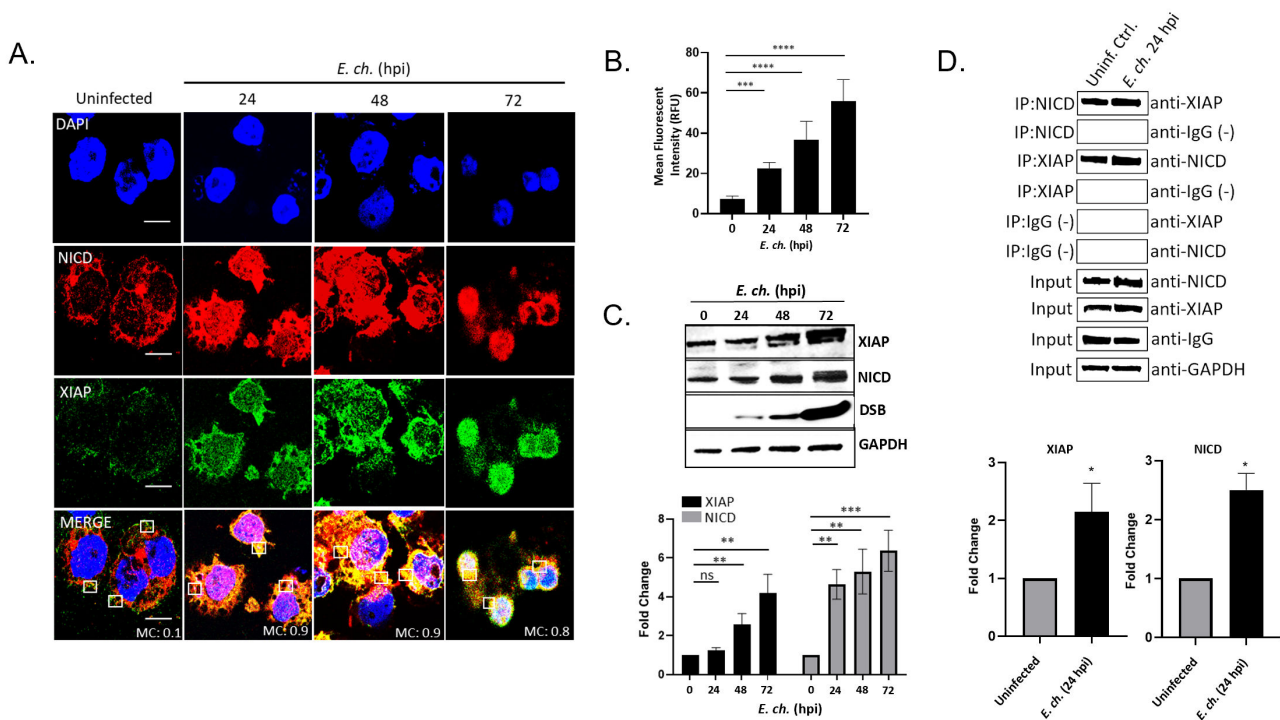 A.
E. ch. (hpi)
Uninfected 24 48 72
DAPI
NICD
XIAP
MERGE
MC: 0.1 MC: 0.9 MC: 0.9 MC: 0.8
B.
Mean Fluorescent
Intensity (RFU)
80
60
40
20
0
***
****
****
0 24 48 72
E. ch. (hpi)
C.
E. ch. (hpi)
0 24 48 72
XIAP
NICD
DSB
GAPDH
XIAP
NICD
Fold Change
8
6
4
2
0
ns
**
**
**
**
***
0 24 48 72 0 24 48 72
E. ch. (hpi)
D.
Uninf. Ctrl.
E. ch. 24 hpi
IP:NICD anti-XIAP
IP:NICD anti-IgG (-)
IP:XIAP anti-NICD
IP:XIAP anti-IgG (-)
IP:IgG (-) anti-XIAP
IP:IgG (-) anti-NICD
Input anti-NICD
Input anti-XIAP
Input anti-IgG
Input anti-GAPDH
XIAP
Fold Change
3
2
1
0
*
Uninfected
E. ch. (24 hpi)
NICD
Fold Change
3
2
1
0
*
Uninfected
E. ch. (24 hpi)